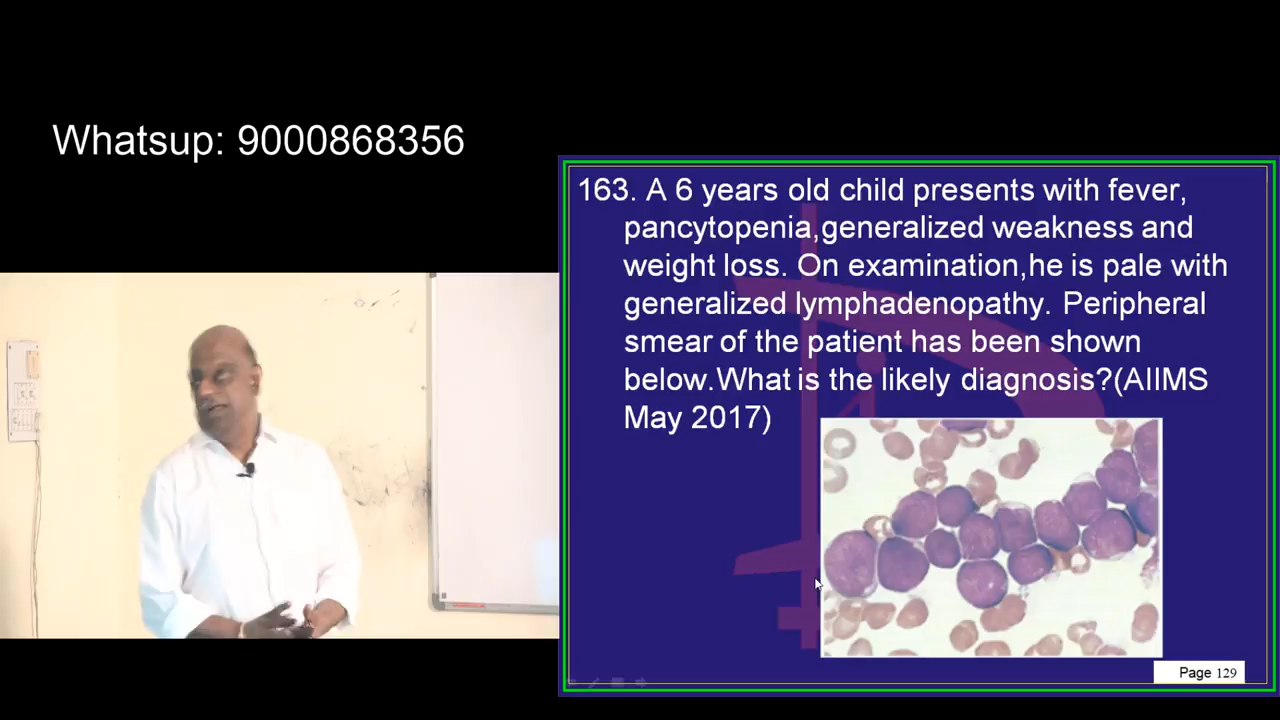 Whatsup: 9000868356
163. A 6 years old child presents with fever,
pancytopenia,generalized weakness and
weight loss. On examination,he is pale with
generalized lymphadenopathy. Peripheral
smear of the patient has been shown
below.What is the likely diagnosis?(AIIMS
May 2017)
Page 129